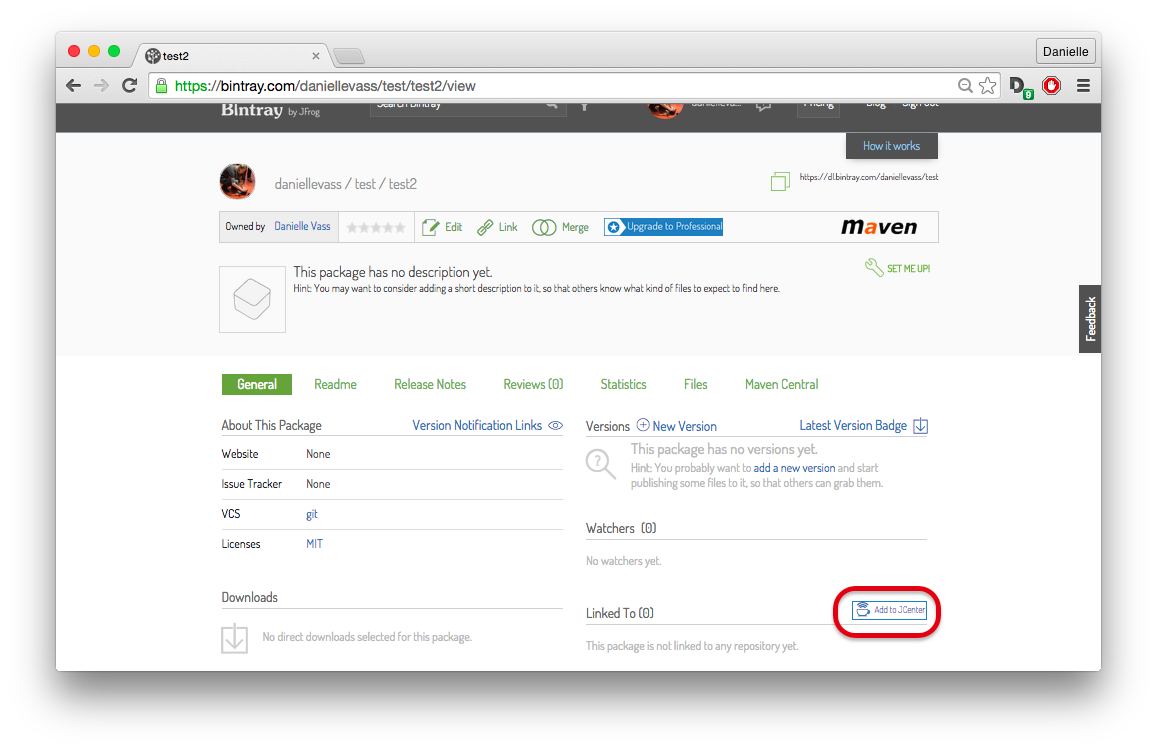 test2
Danielle
https://bintray.com/daniellevass/test/test2/view
9
Bintray by JFrog
Search Bintray
daniellevass...
Pricing
Blog
Sign Out
How it works
daniellevass / test / test2
https://dl.bintray.com/daniellevass/test
Owned by Danielle Vass
Edit
Link
Merge
Upgrade to Professional
maven
This package has no description yet.
Hint: You may want to consider adding a short description to it, so that others know what kind of files to expect to find here.
SET ME UP!
Feedback
General
Readme
Release Notes
Reviews (0)
Statistics
Files
Maven Central
About This Package
Version Notification Links
Website None
Issue Tracker None
VCS git
Licenses MIT
Downloads
No direct downloads selected for this package.
Versions
New Version
Latest Version Badge
?
This package has no versions yet.
Hint: You probably want to add a new version and start
publishing some files to it, so that others can grab them.
Watchers (0)
No watchers yet.
Linked To (0)
Add to JCenter
This package is not linked to any repository yet.